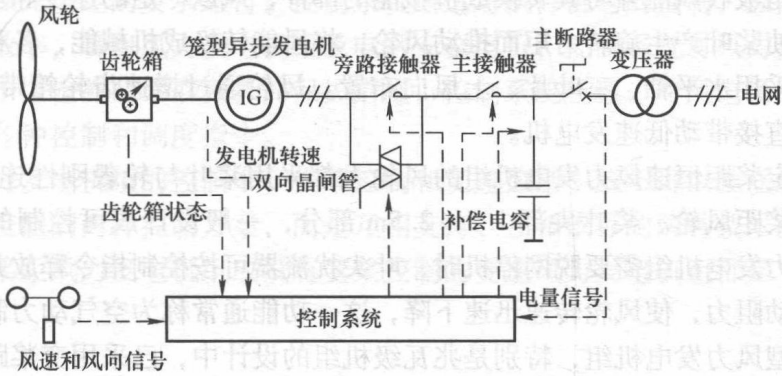 风轮
齿轮箱
笼型异步发电机
旁路接触器
主接触器
主断路器
变压器
IG
电网
发电机转速
双向晶闸管
齿轮箱状态
补偿电容
电量信号
控制系统
风速和风向信号